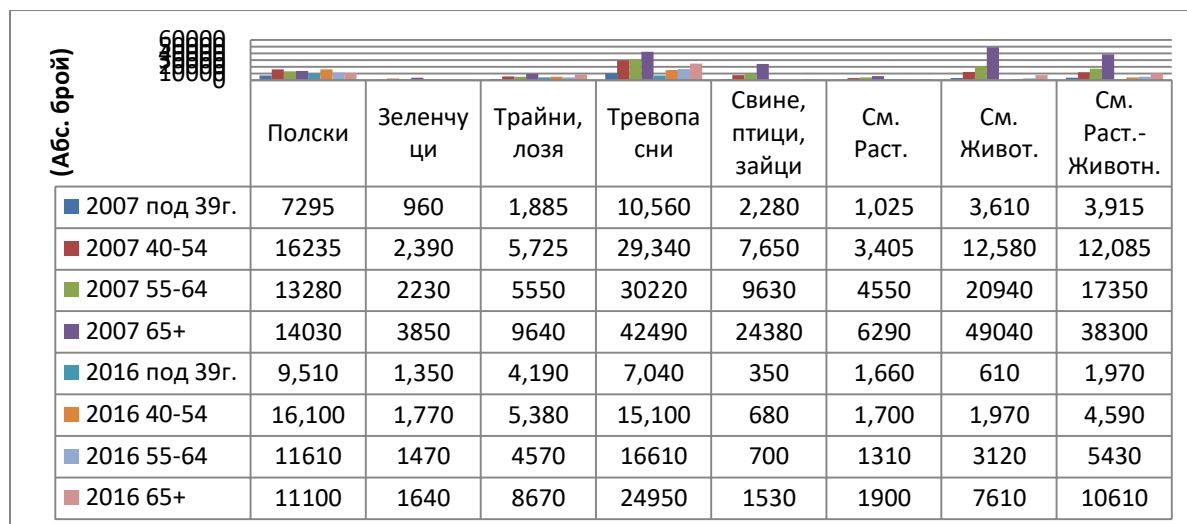 60000
50000
40000
30000
20000
10000
0
(Абс. брой)
Полски Зеленчу
ци Трайни,
лозя Тревопа
сни Свине,
птици,
зайци См.
Раст. См.
Живот. См.
Раст.-
Животн.
2007 под 39г. 7295 960 1,885 10,560 2,280 1,025 3,610 3,915
2007 40-54 16235 2,390 5,725 29,340 7,650 3,405 12,580 12,085
2007 55-64 13280 2230 5550 30220 9630 4550 20940 17350
2007 65+ 14030 3850 9640 42490 24380 6290 49040 38300
2016 под 39г. 9,510 1,350 4,190 7,040 350 1,660 610 1,970
2016 40-54 16,100 1,770 5,380 15,100 680 1,700 1,970 4,590
2016 55-64 11610 1470 4570 16610 700 1310 3120 5430
2016 65+ 11100 1640 8670 24950 1530 1900 7610 10610